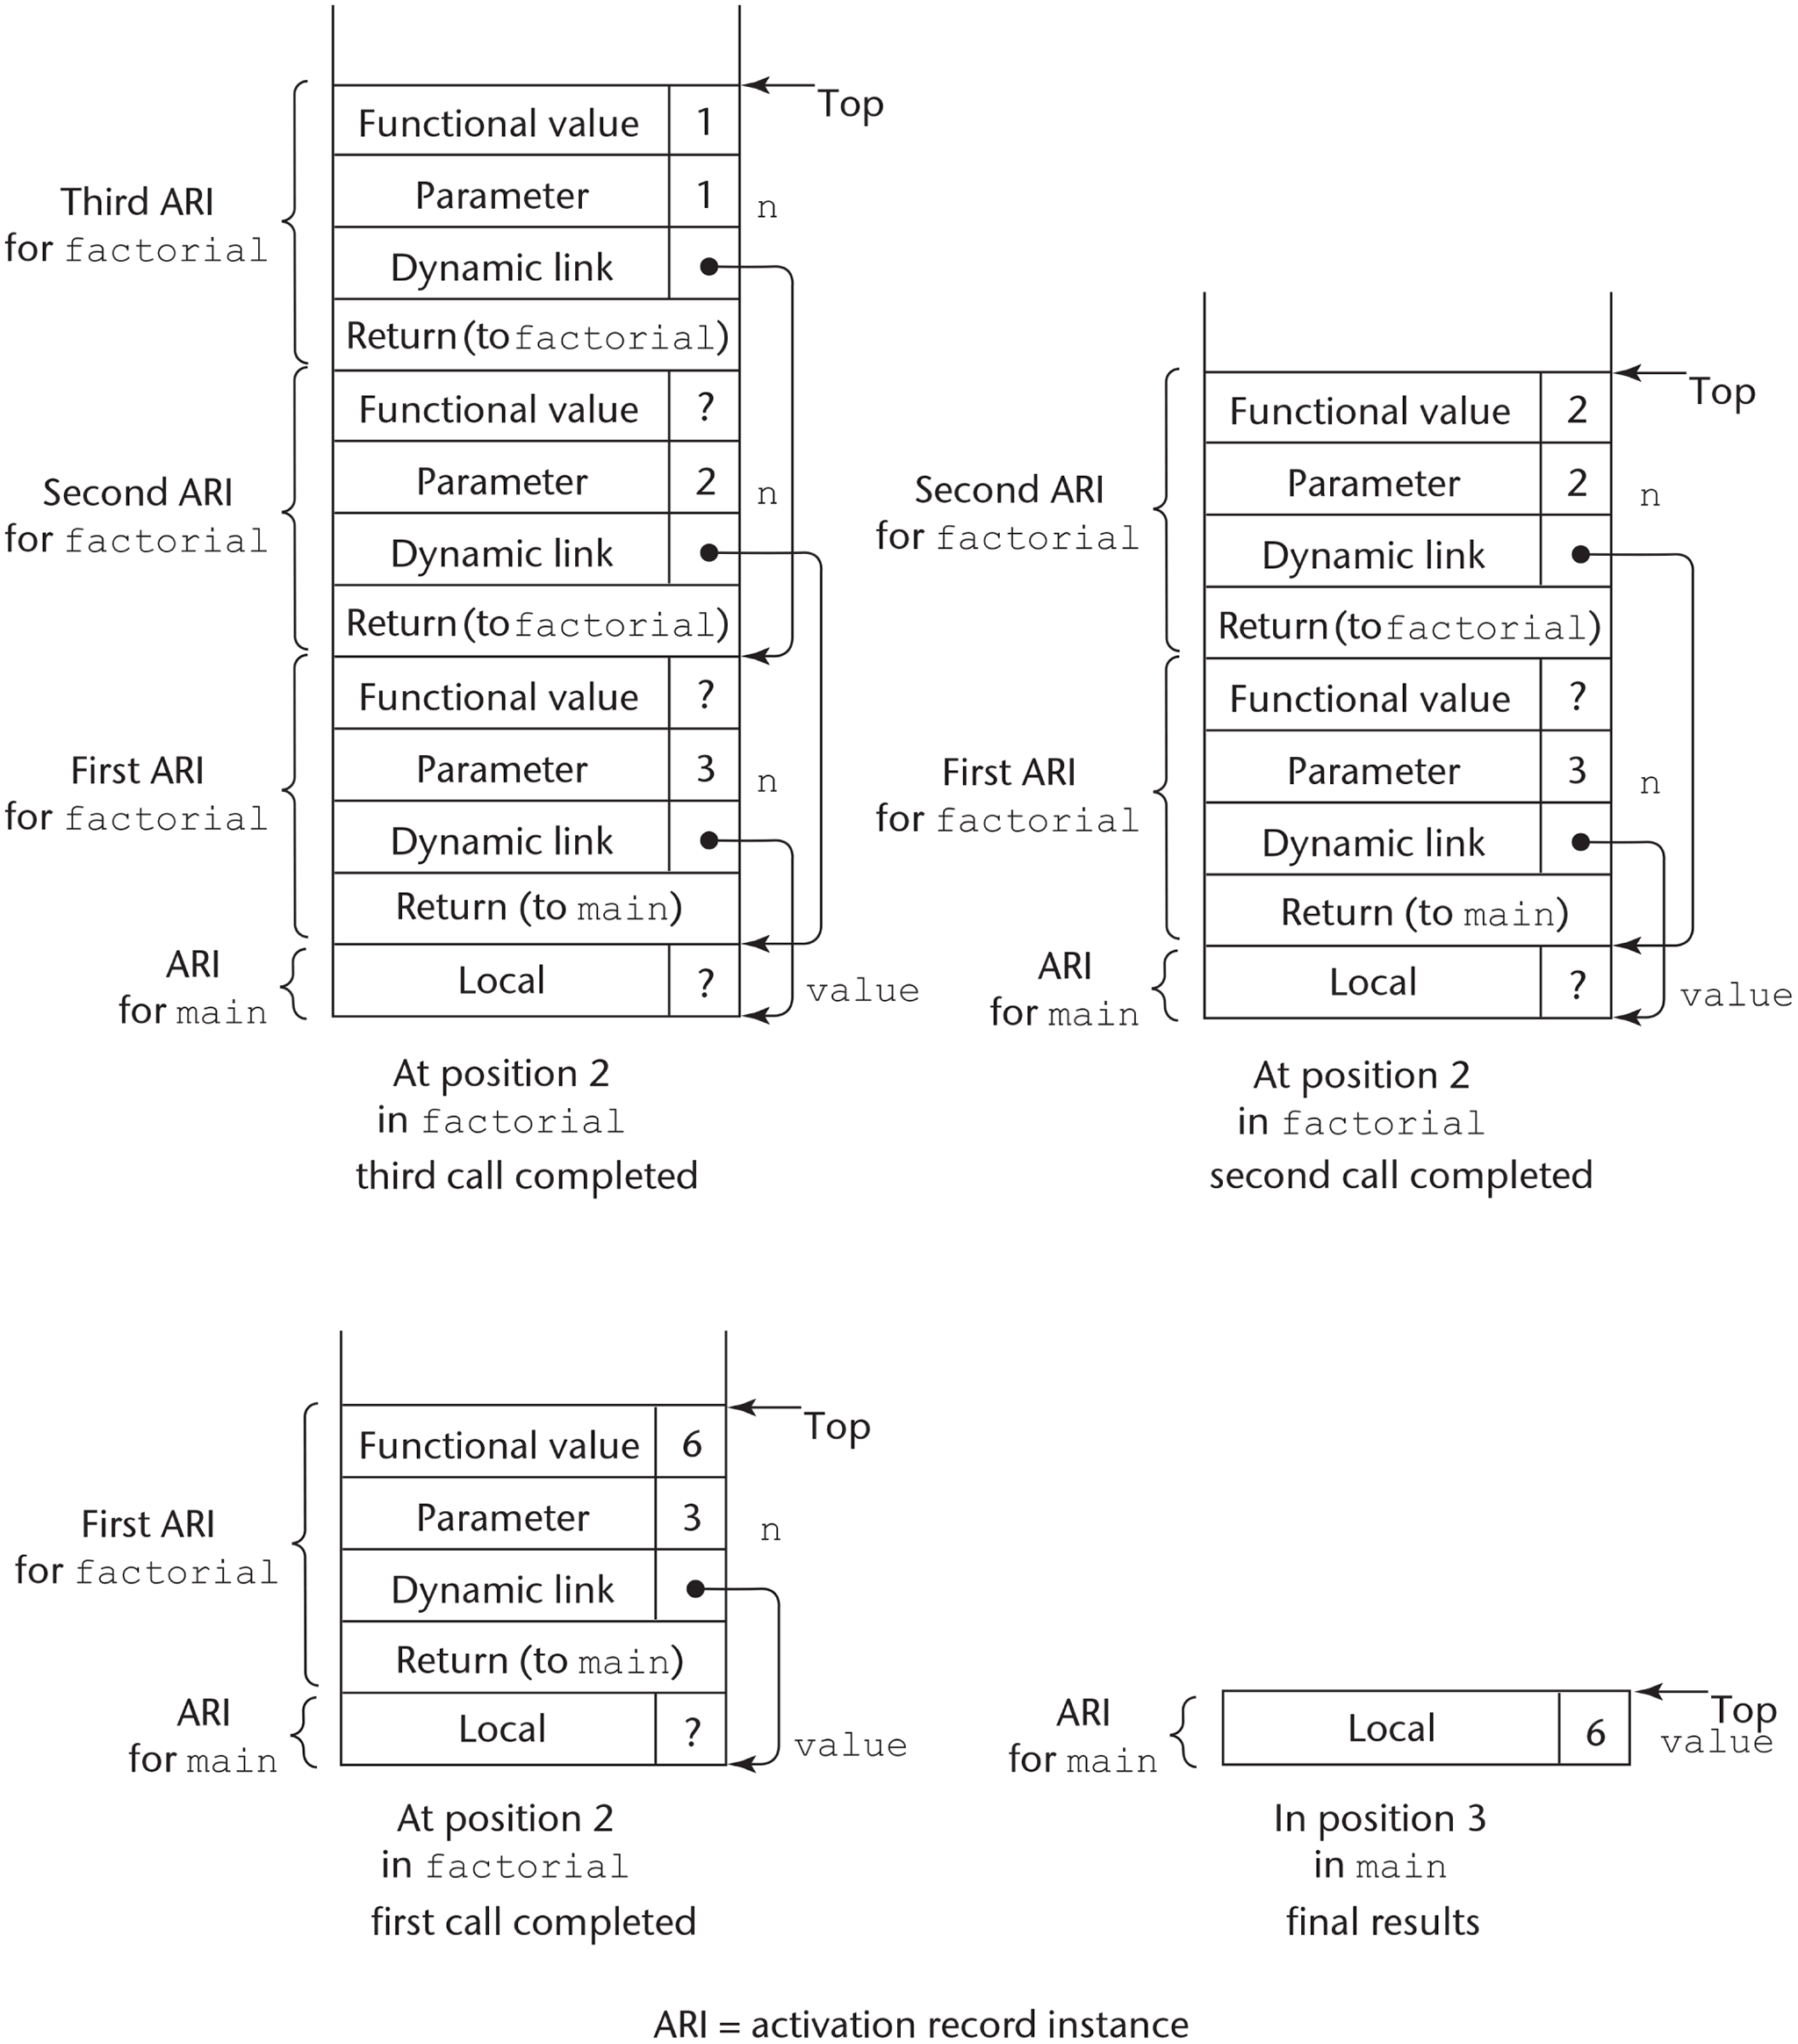 Top
Functional value 1
Third ARI
for factorial
Parameter 1 n
Dynamic link
Return (to factorial)
Functional value ?
Second ARI
for factorial
Parameter 2 n
Dynamic link
Return (to factorial)
Functional value ?
First ARI
for factorial
Parameter 3 n
Dynamic link
Return (to main)
ARI
for main
Local ? value
At position 2
in factorial
third call completed
Top
Functional value 2
Second ARI
for factorial
Parameter 2 n
Dynamic link
Return (to factorial)
Functional value ?
First ARI
for factorial
Parameter 3 n
Dynamic link
Return (to main)
ARI
for main
Local ? value
At position 2
in factorial
second call completed
Top
Functional value 6
First ARI
for factorial
Parameter 3 n
Dynamic link
Return (to main)
ARI
for main
Local ? value
At position 2
in factorial
first call completed
Top
ARI
for main
Local 6 value
In position 3
in main
final results
ARI = activation record instance